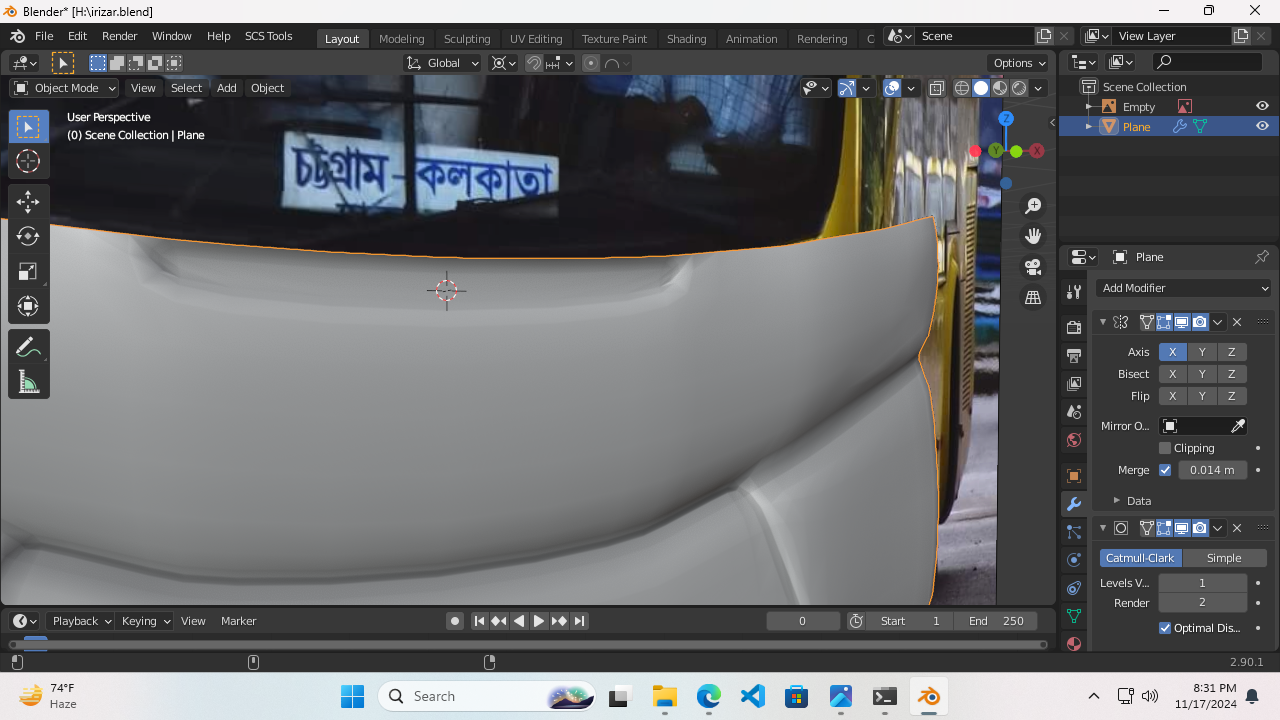 Blender* [H:\irizar.blend]
File Edit Render Window Help SCS Tools
Layout Modeling Sculpting UV Editing Texture Paint Shading Animation Rendering C
Scene View Layer
Global Options
Object Mode View Select Add Object
User Perspective
(0) Scene Collection | Plane
চট্টগ্রাম - কলকাতা
Z
Y X
Scene Collection
Empty
Plane
Plane
Add Modifier
Axis X Y Z
Bisect X Y Z
Flip X Y Z
Mirror O...
Clipping
Merge 0.014 m
Data
Catmull-Clark Simple
Levels V... 1
Render 2
Optimal Dis...
Playback Keying View Marker 0 Start 1 End 250
2.90.1
74°F
Haze
Search
8:31 PM
11/17/2024